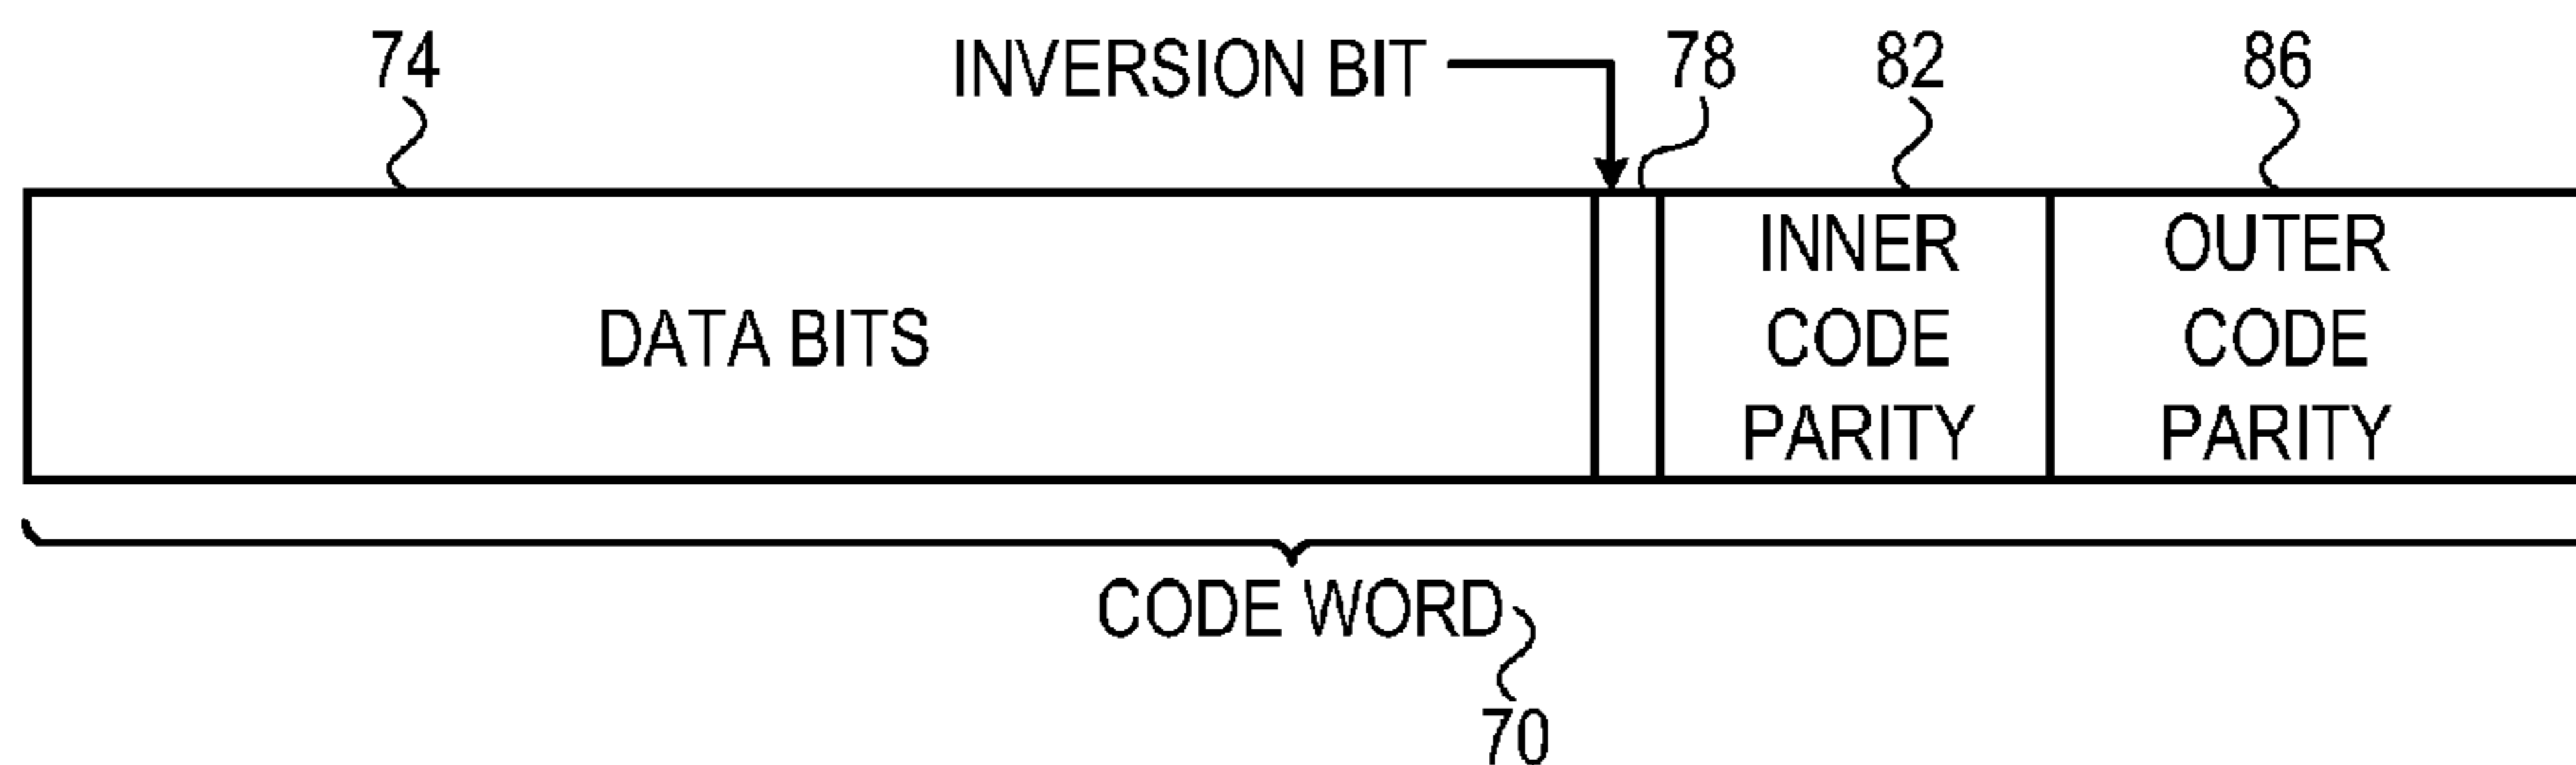 74
INVERSION BIT
78
82
86
DATA BITS
INNER
CODE
PARITY
OUTER
CODE
PARITY
CODE WORD
70